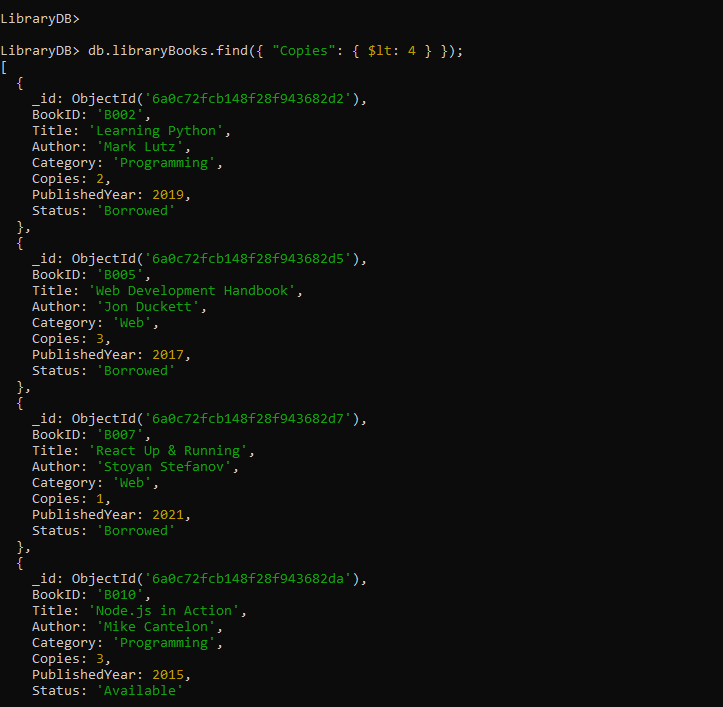 LibraryDB>
LibraryDB> db.libraryBooks.find({ "Copies": { $lt: 4 } });
[
  {
    _id: ObjectId('6a0c72fcb148f28f943682d2'),
    BookID: 'B002',
    Title: 'Learning Python',
    Author: 'Mark Lutz',
    Category: 'Programming',
    Copies: 2,
    PublishedYear: 2019,
    Status: 'Borrowed'
  },
  {
    _id: ObjectId('6a0c72fcb148f28f943682d5'),
    BookID: 'B005',
    Title: 'Web Development Handbook',
    Author: 'Jon Duckett',
    Category: 'Web',
    Copies: 3,
    PublishedYear: 2017,
    Status: 'Borrowed'
  },
  {
    _id: ObjectId('6a0c72fcb148f28f943682d7'),
    BookID: 'B007',
    Title: 'React Up & Running',
    Author: 'Stoyan Stefanov',
    Category: 'Web',
    Copies: 1,
    PublishedYear: 2021,
    Status: 'Borrowed'
  },
  {
    _id: ObjectId('6a0c72fcb148f28f943682da'),
    BookID: 'B010',
    Title: 'Node.js in Action',
    Author: 'Mike Cantelon',
    Category: 'Programming',
    Copies: 3,
    PublishedYear: 2015,
    Status: 'Available'